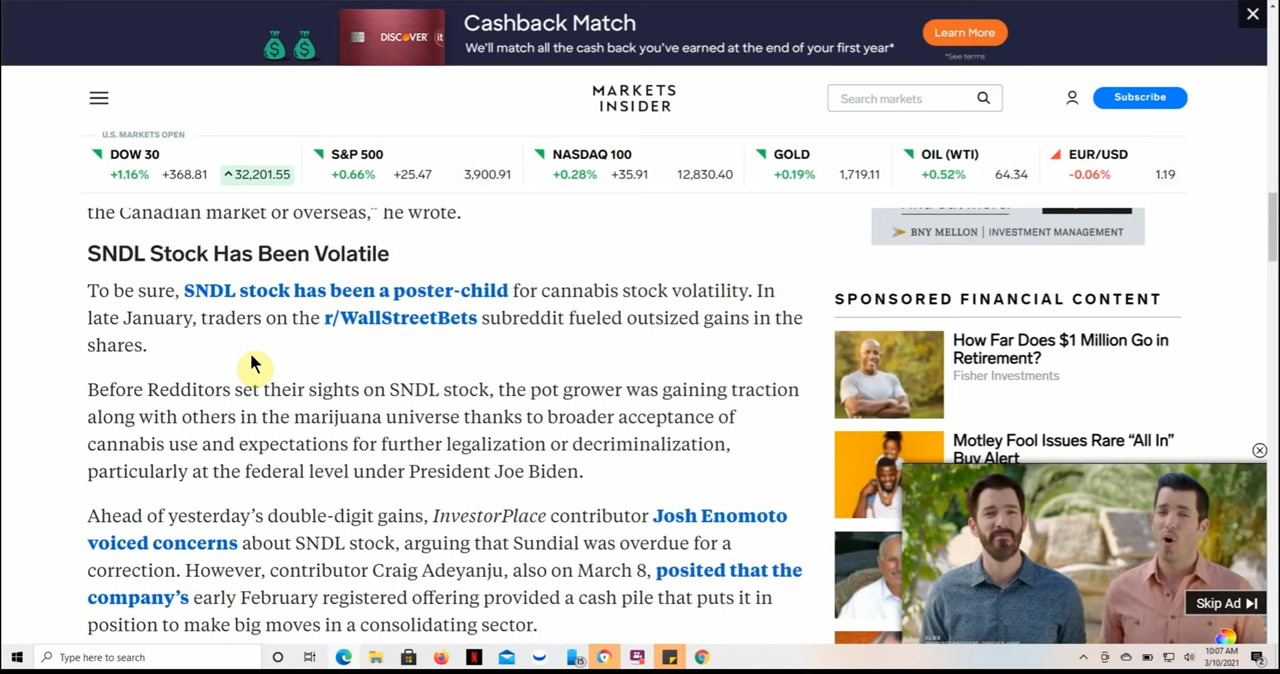 Cashback Match
We'll match all the cash back you've earned at the end of your first year*
DISCOVER it
Learn More
*See terms
MARKETS
INSIDER
Search markets
Subscribe
U.S. MARKETS OPEN
DOW 30
+1.16% +368.81 32,201.55
S&P 500
+0.66% +25.47 3,900.91
NASDAQ 100
+0.28% +35.91 12,830.40
GOLD
+0.19% 1,719.11
OIL (WTI)
+0.52% 64.34
EUR/USD
-0.06% 1.19
the Canadian market or overseas,” he wrote.
SNDL Stock Has Been Volatile
To be sure, SNDL stock has been a poster-child for cannabis stock volatility. In
late January, traders on the r/WallStreetBets subreddit fueled outsized gains in the
shares.
Before Redditors set their sights on SNDL stock, the pot grower was gaining traction
along with others in the marijuana universe thanks to broader acceptance of
cannabis use and expectations for further legalization or decriminalization,
particularly at the federal level under President Joe Biden.
Ahead of yesterday’s double-digit gains, InvestorPlace contributor Josh Enomoto
voiced concerns about SNDL stock, arguing that Sundial was overdue for a
correction. However, contributor Craig Adeyanju, also on March 8, posited that the
company’s early February registered offering provided a cash pile that puts it in
position to make big moves in a consolidating sector.
BNY MELLON | INVESTMENT MANAGEMENT
SPONSORED FINANCIAL CONTENT
How Far Does $1 Million Go in
Retirement?
Fisher Investments
Motley Fool Issues Rare “All In”
Buy Alert
Skip Ad
Type here to search
15
10:07 AM
3/10/2021
2